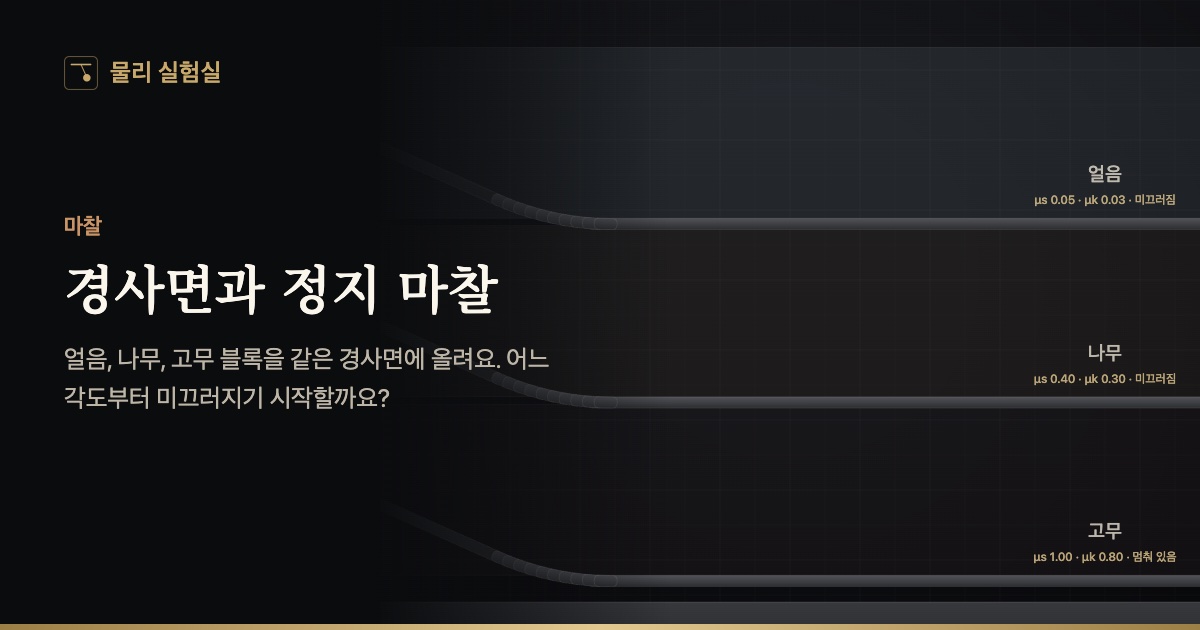 물리 실험실
마찰
경사면과 정지 마찰
얼음, 나무, 고무 블록을 같은 경사면에 올려요. 어느
각도부터 미끄러지기 시작할까요?
얼음
μs 0.05 · μk 0.03 · 미끄러짐
나무
μs 0.40 · μk 0.30 · 미끄러짐
고무
μs 1.00 · μk 0.80 · 멈춰 있음